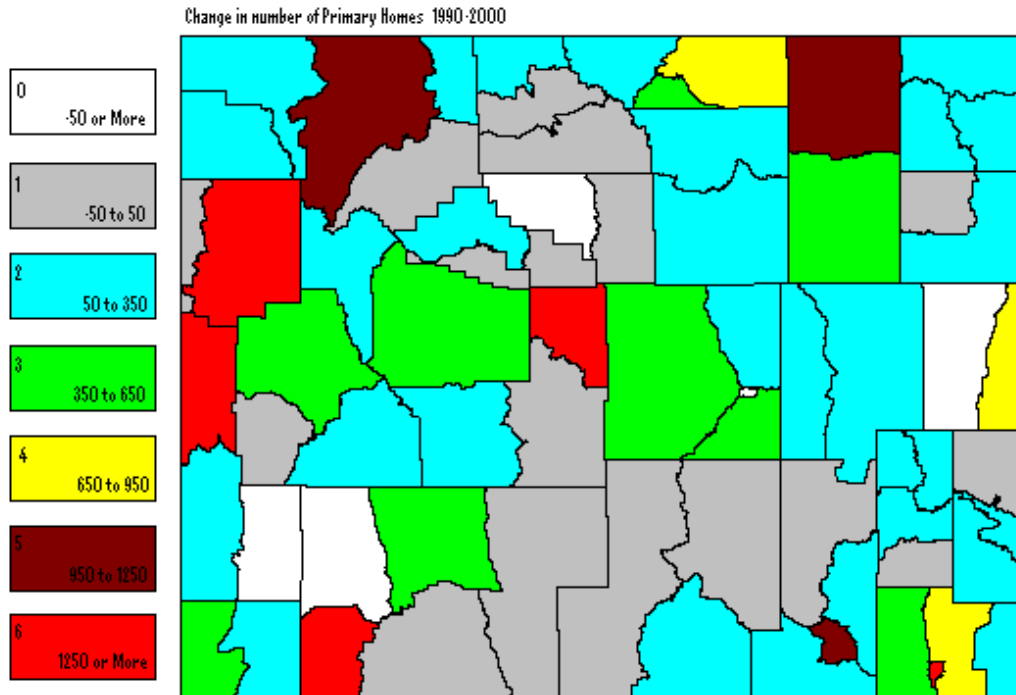 Change in number of Primary Homes 1990-2000
0
-50 or More
1
-50 to 50
2
50 to 350
3
350 to 650
4
650 to 950
5
950 to 1250
6
1250 or More